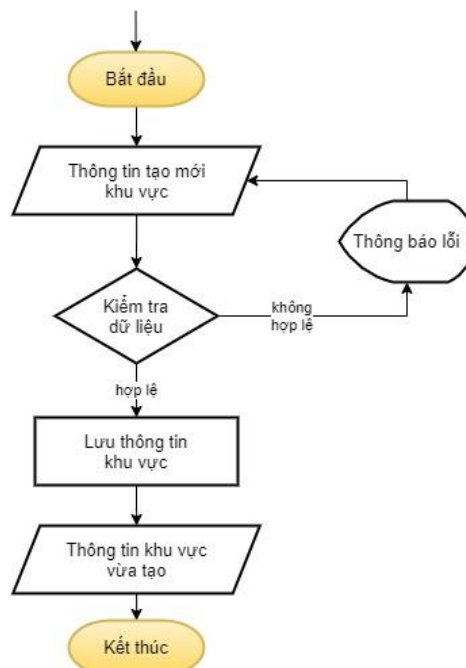 Bắt đầu
Thông tin tạo mới
khu vực
Thông báo lỗi
Kiểm tra
dữ liệu
không
hợp lệ
hợp lệ
Lưu thông tin
khu vực
Thông tin khu vực
vừa tạo
Kết thúc